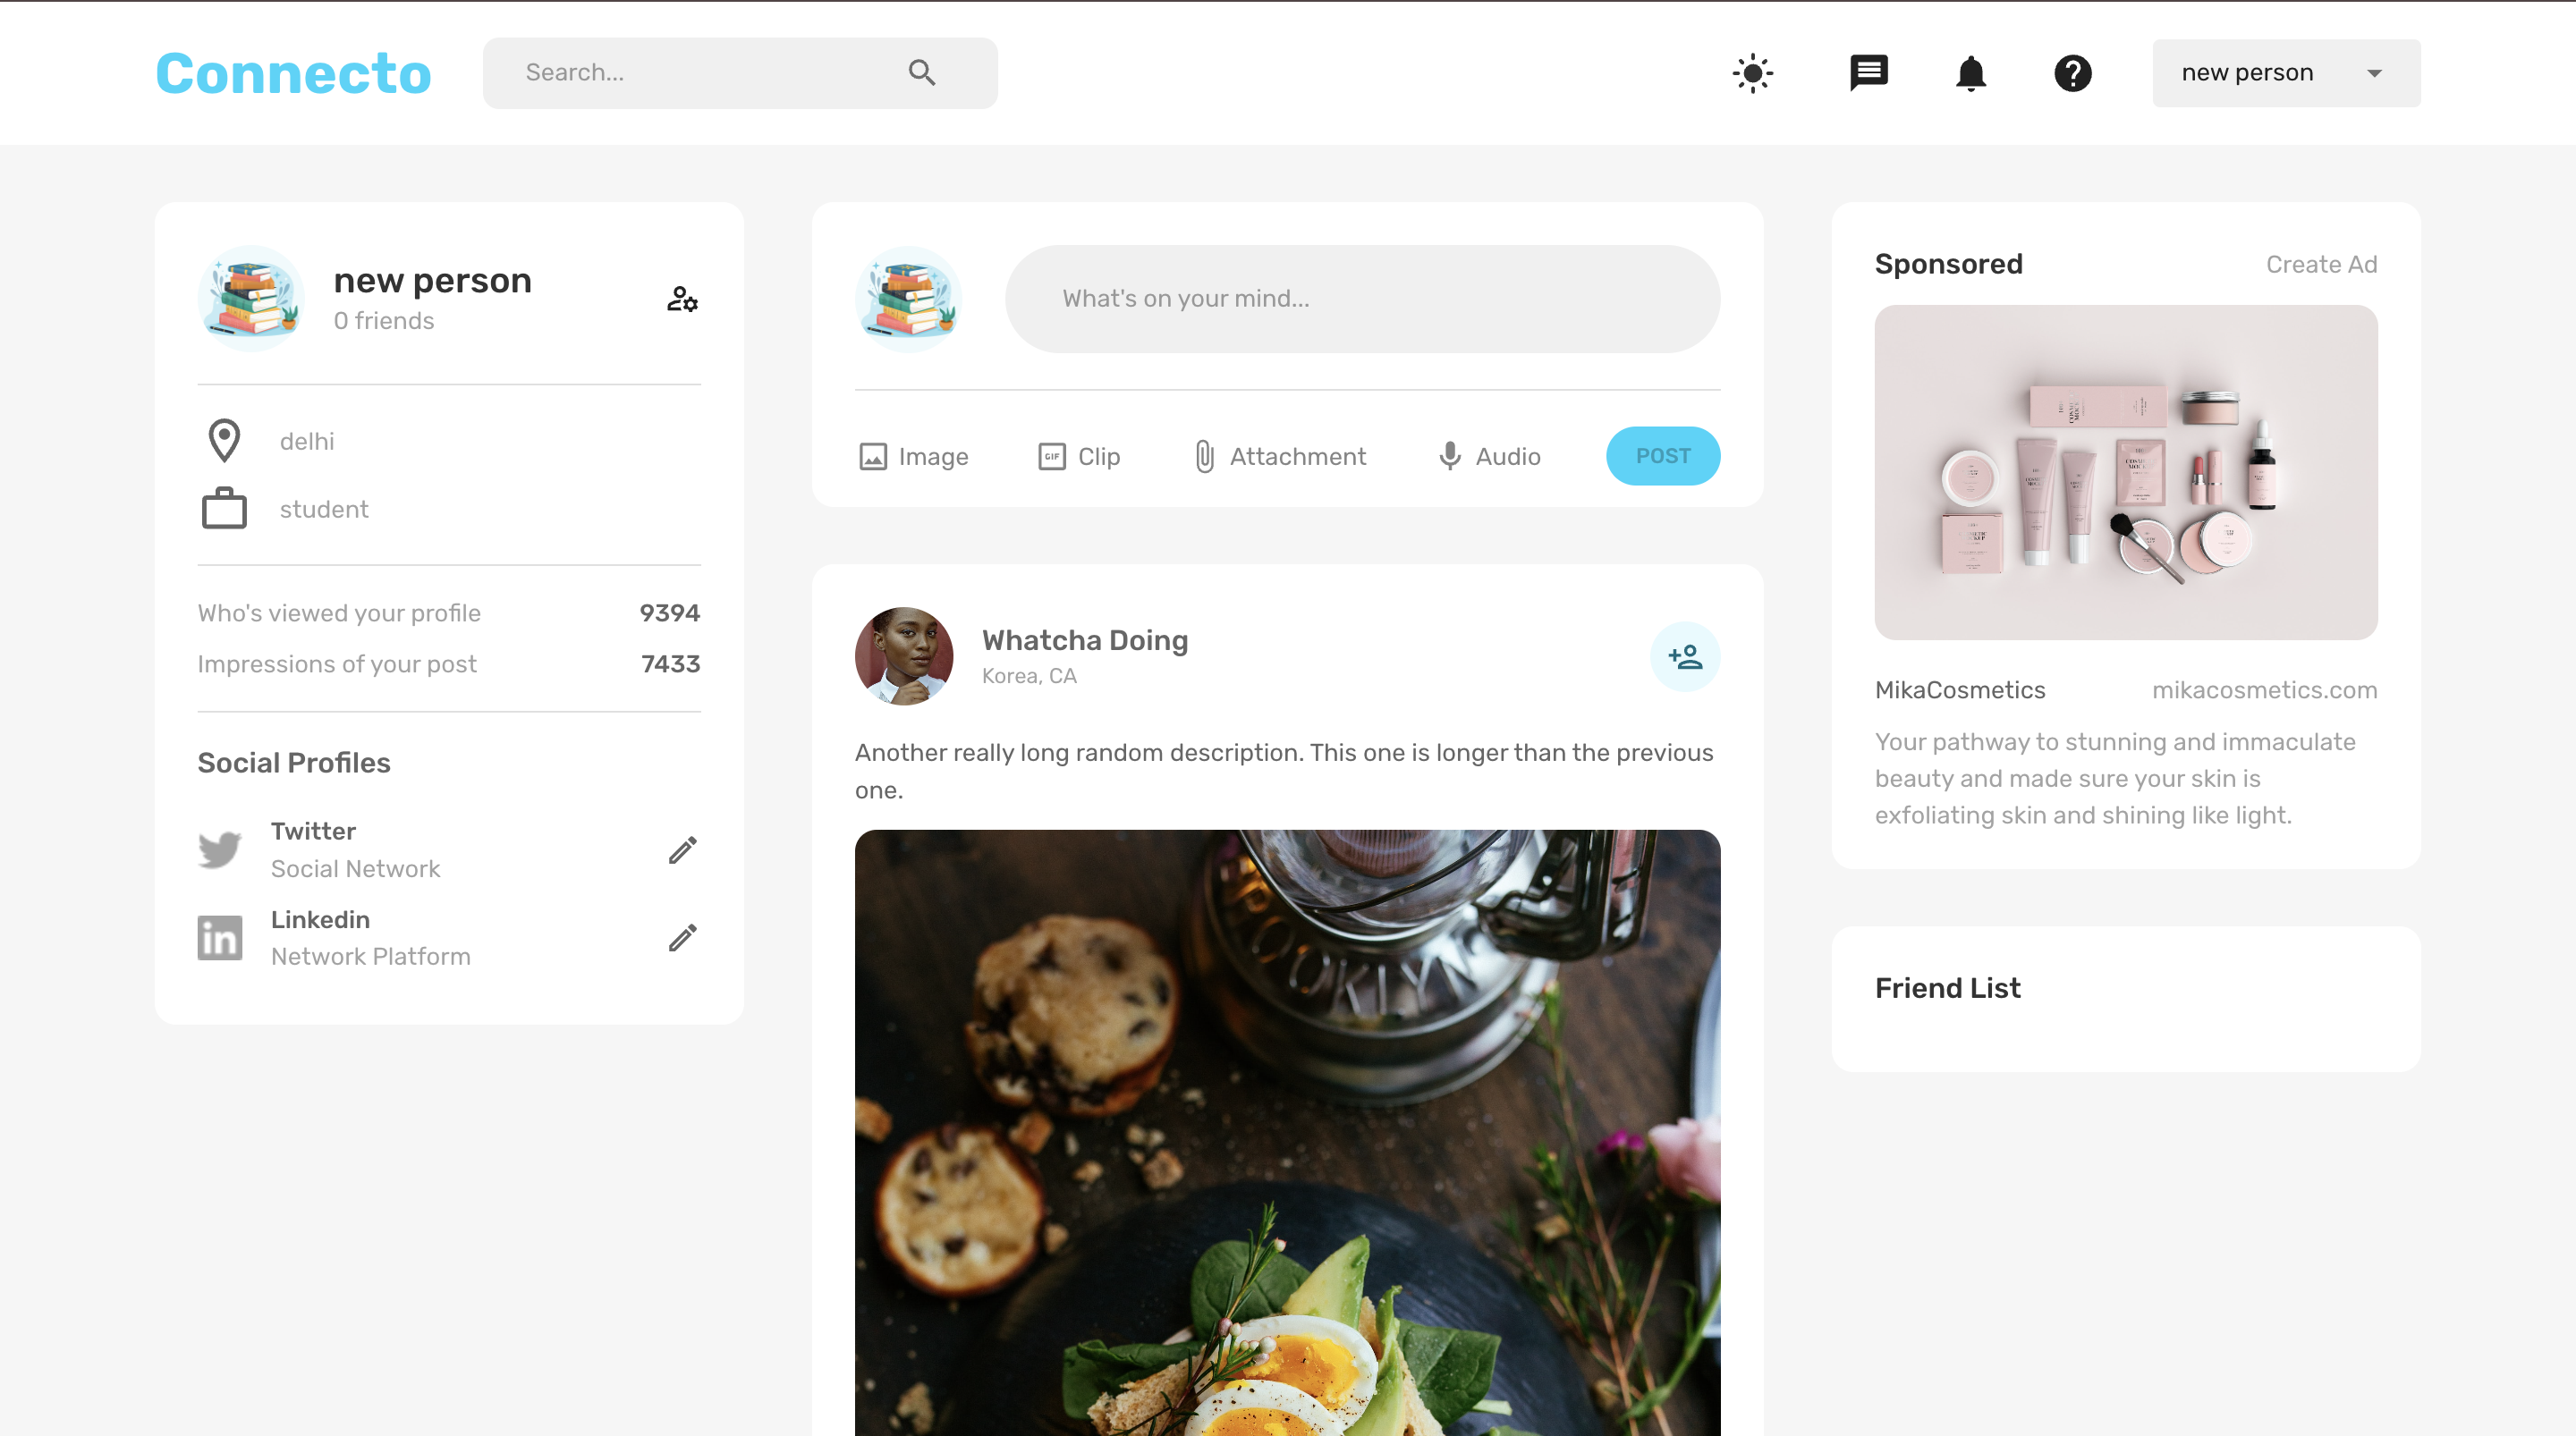 Connecto
Search...
new person
new person
0 friends
delhi
student
Who's viewed your profile 9394
Impressions of your post 7433
Social Profiles
Twitter
Social Network
Linkedin
Network Platform
What's on your mind...
Image
GIF
Clip
Attachment
Audio
POST
Whatcha Doing
Korea, CA
Another really long random description. This one is longer than the previous
one.
Sponsored
Create Ad
MikaCosmetics
mikacosmetics.com
Your pathway to stunning and immaculate
beauty and made sure your skin is
exfoliating skin and shining like light.
Friend List